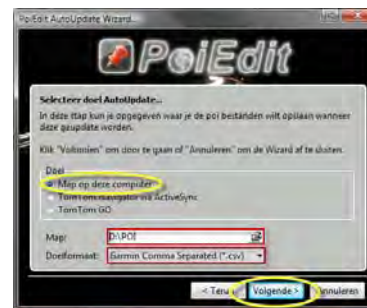 PoiEdit AutoUpdate Wizard...
PoiEdit
Selecteer doel AutoUpdate...
In deze stap kun je opgegeven waar je de poi bestanden wilt opslaan wanneer
deze geupdate worden.
Klik "Voltooien" om door te gaan of "Annuleren" om de Wizard af te sluiten.
Doel
Map op deze computer
TomTom Navigator via ActiveSync
TomTom GO
Map: D:\POI
Doelformaat: Garmin Comma Separated (*.csv)
< Teru Volgende > Annuleren